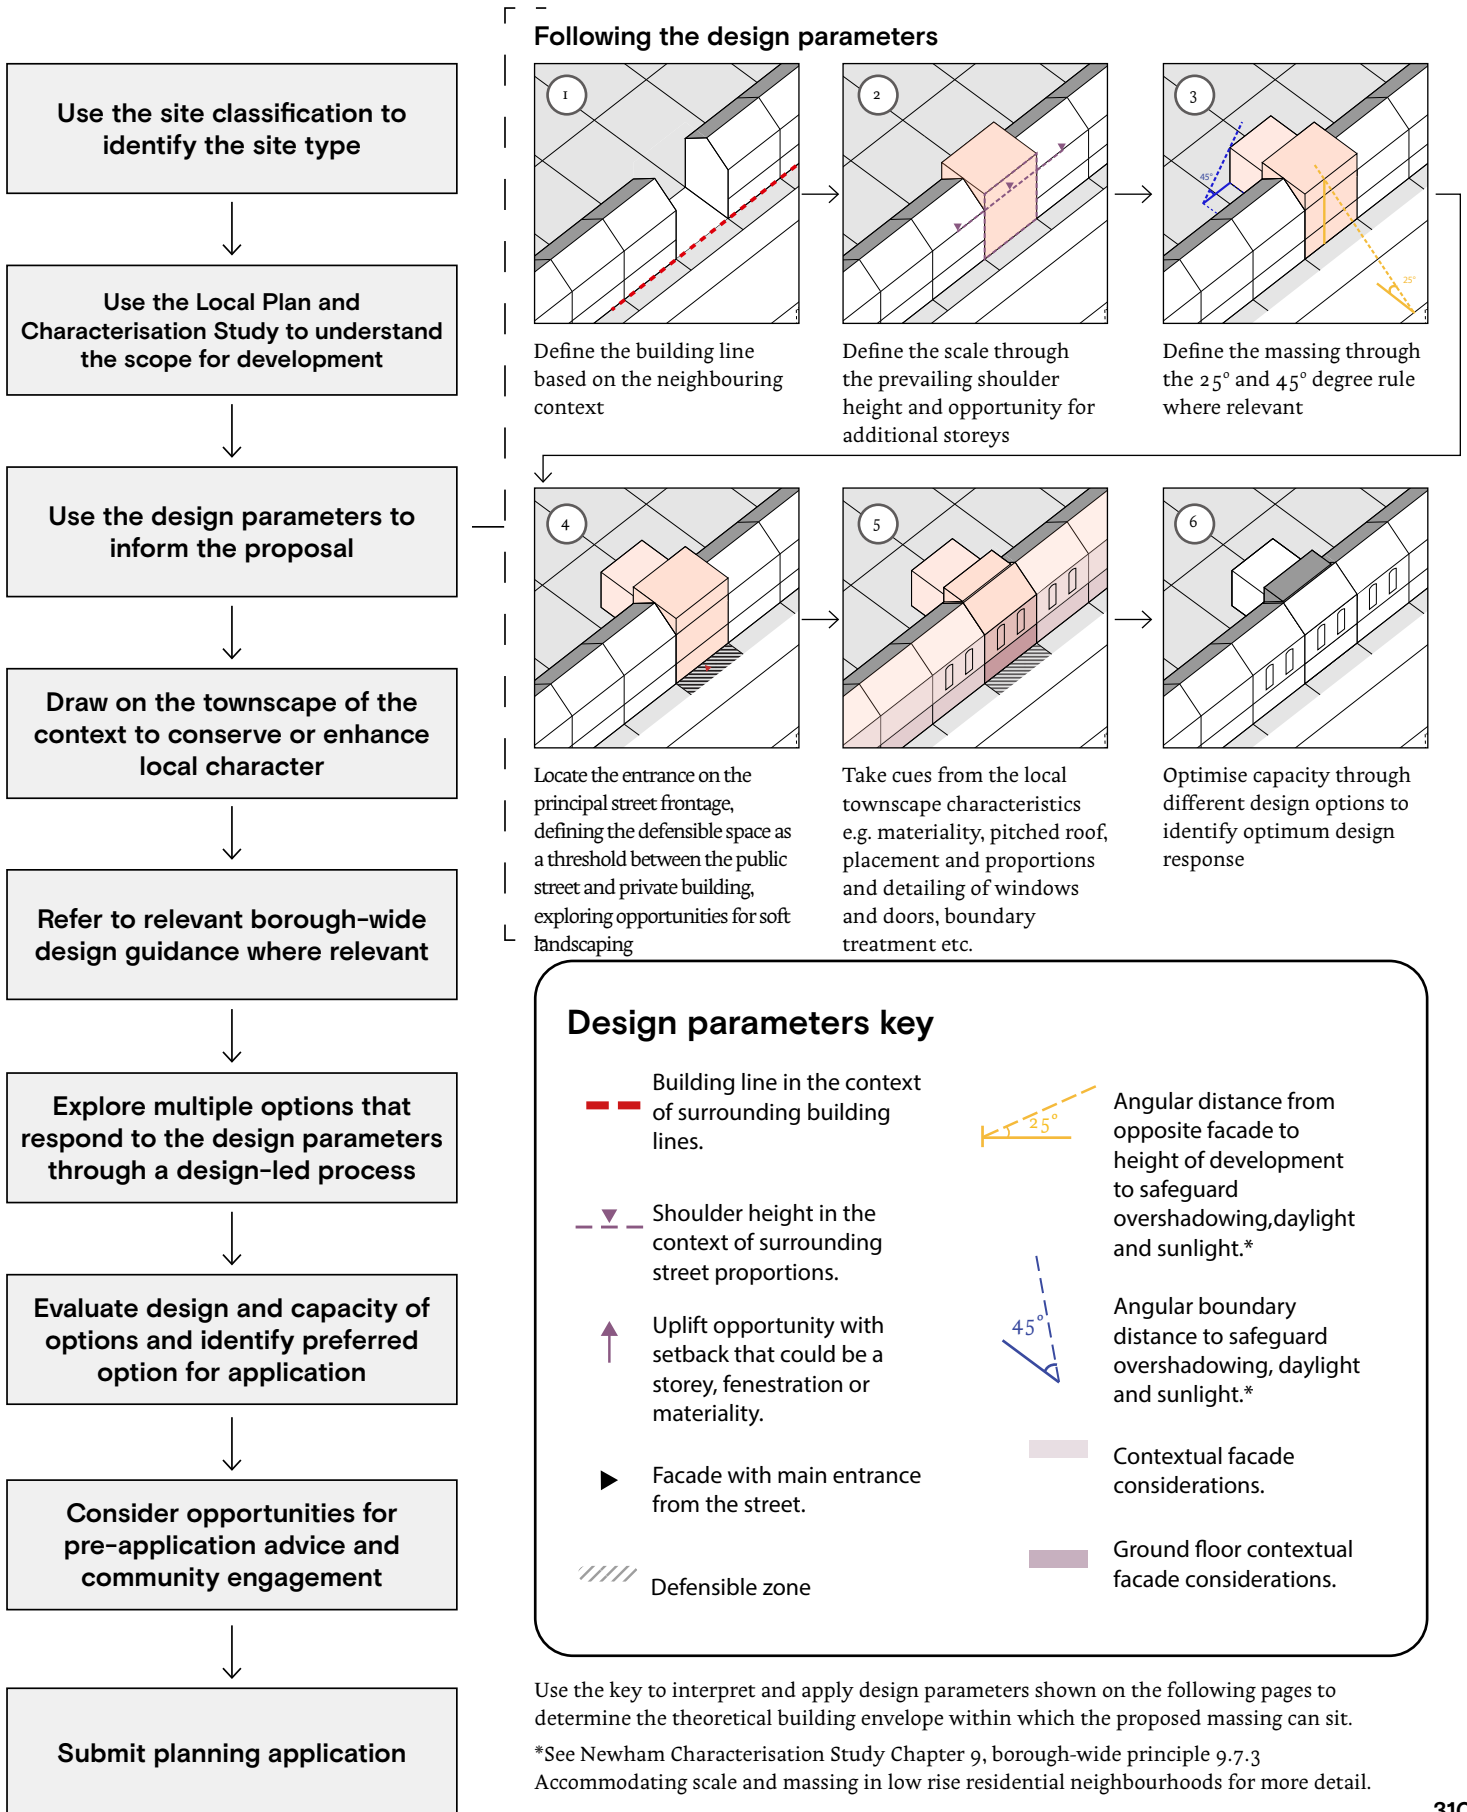 Use the site classification to
identify the site type
Use the Local Plan and
Characterisation Study to understand
the scope for development
Use the design parameters to
inform the proposal
Draw on the townscape of the
context to conserve or enhance
local character
Refer to relevant borough-wide
design guidance where relevant
Explore multiple options that
respond to the design parameters
through a design-led process
Evaluate design and capacity of
options and identify preferred
option for application
Consider opportunities for
pre-application advice and
community engagement
Submit planning application
Following the design parameters
1
Define the building line
based on the neighbouring
context
2
Define the scale through
the prevailing shoulder
height and opportunity for
additional storeys
3
45°
25°
Define the massing through
the 25° and 45° degree rule
where relevant
4
Locate the entrance on the
principal street frontage,
defining the defensible space as
a threshold between the public
street and private building,
exploring opportunities for soft
landscaping
5
Take cues from the local
townscape characteristics
e.g. materiality, pitched roof,
placement and proportions
and detailing of windows
and doors, boundary
treatment etc.
6
Optimise capacity through
different design options to
identify optimum design
response
Design parameters key
Building line in the context
of surrounding building
lines.
Shoulder height in the
context of surrounding
street proportions.
Uplift opportunity with
setback that could be a
storey, fenestration or
materiality.
Facade with main entrance
from the street.
Defensible zone
25°
Angular distance from
opposite facade to
height of development
to safeguard
overshadowing,daylight
and sunlight.*
45°
Angular boundary
distance to safeguard
overshadowing, daylight
and sunlight.*
Contextual facade
considerations.
Ground floor contextual
facade considerations.
Use the key to interpret and apply design parameters shown on the following pages to
determine the theoretical building envelope within which the proposed massing can sit.
*See Newham Characterisation Study Chapter 9, borough-wide principle 9.7.3
Accommodating scale and massing in low rise residential neighbourhoods for more detail.
310